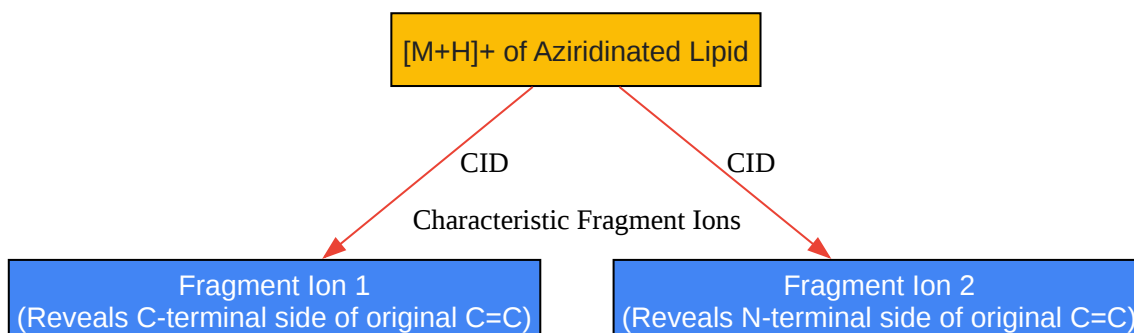 [M+H]+ of Aziridinated Lipid
CID
CID
Characteristic Fragment Ions
Fragment Ion 1
(Reveals C-terminal side of original C=C)
Fragment Ion 2
(Reveals N-terminal side of original C=C)